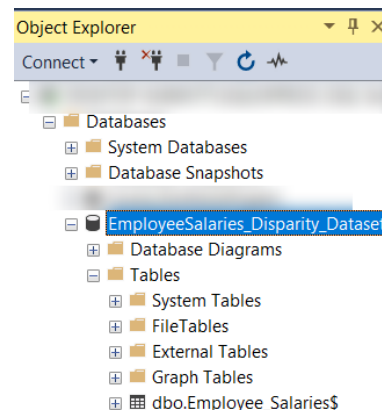 Object Explorer
Connect
Databases
System Databases
Database Snapshots
EmployeeSalaries_Disparity_Dataset
Database Diagrams
Tables
System Tables
FileTables
External Tables
Graph Tables
dbo.Employee_Salaries$